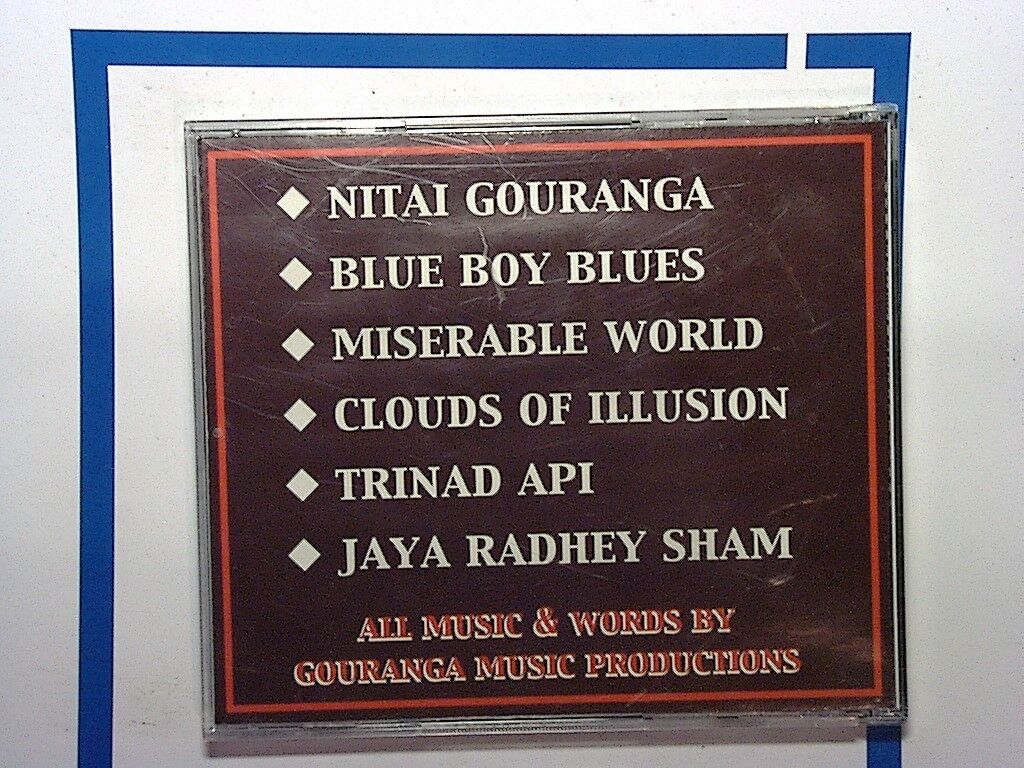 NITAI GOURANGA
BLUE BOY BLUES
MISERABLE WORLD
CLOUDS OF ILLUSION
TRINAD API
JAYA RADHEY SHAM
ALL MUSIC & WORDS BY
GOURANGA MUSIC PRODUCTIONS